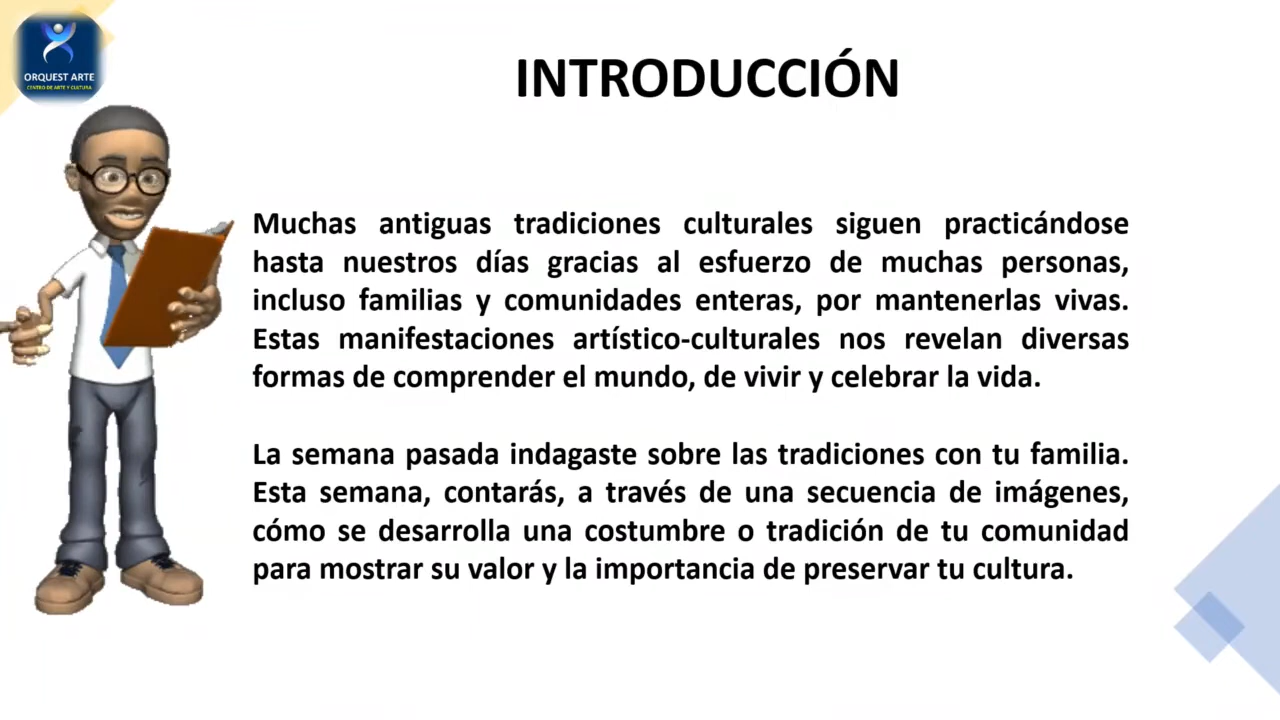 ORQUEST ARTE
CENTRO DE ARTE Y CULTURA
INTRODUCCIÓN
Muchas antiguas tradiciones culturales siguen practicándose
hasta nuestros días gracias al esfuerzo de muchas personas,
incluso familias y comunidades enteras, por mantenerlas vivas.
Estas manifestaciones artístico-culturales nos revelan diversas
formas de comprender el mundo, de vivir y celebrar la vida.
La semana pasada indagaste sobre las tradiciones con tu familia.
Esta semana, contarás, a través de una secuencia de imágenes,
cómo se desarrolla una costumbre o tradición de tu comunidad
para mostrar su valor y la importancia de preservar tu cultura.